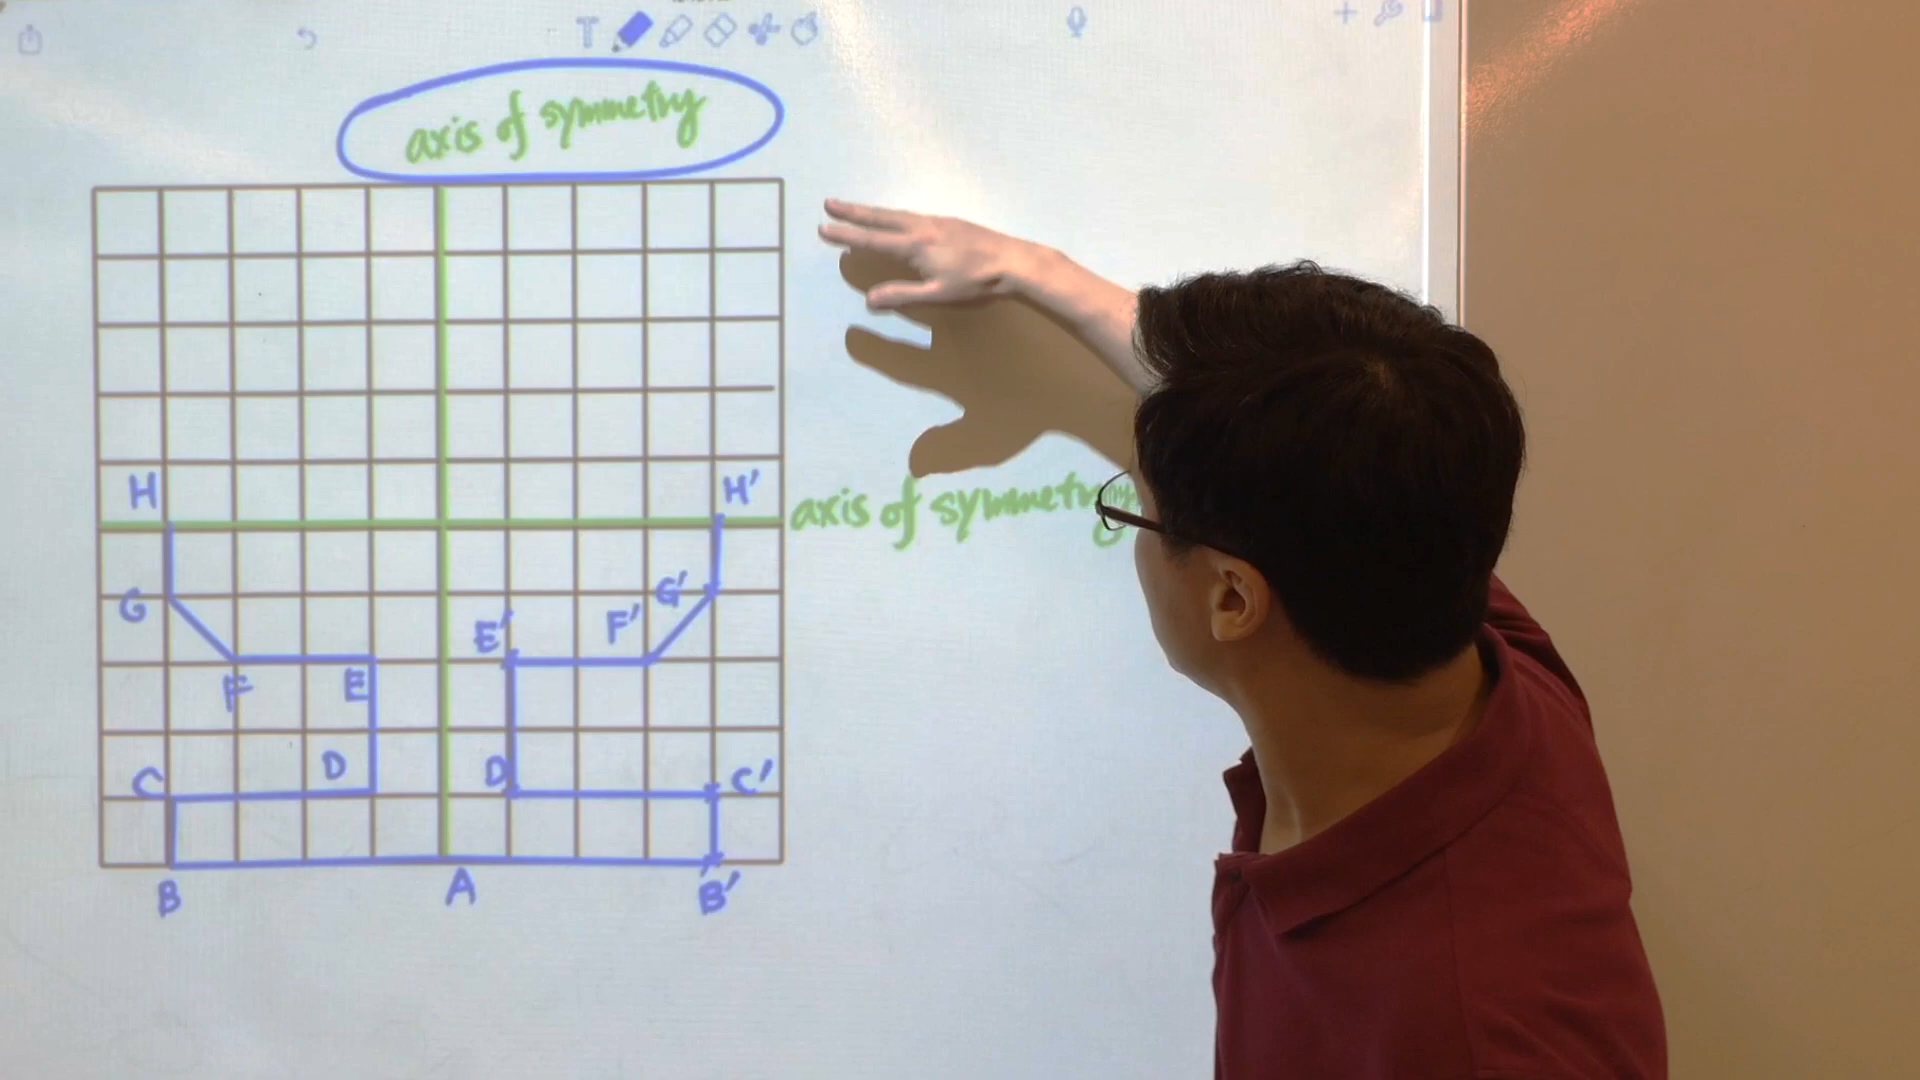 T
axis of symmetry
H H'
axis of symmetry
G G'
E' F'
F E
C D D C'
B A B'